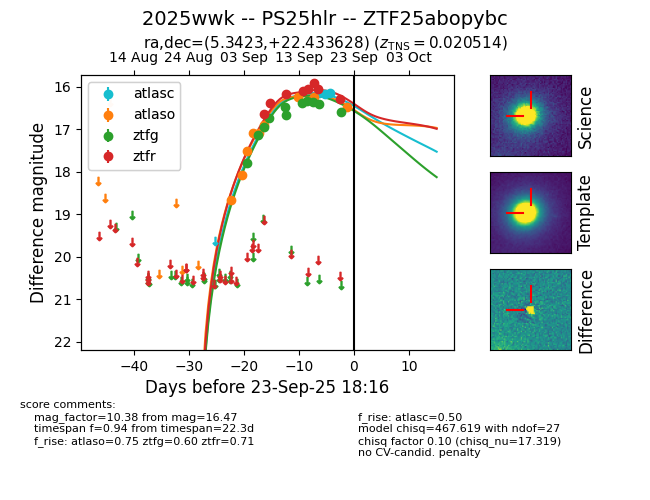 2025wwk -- PS25hlr -- ZTF25abopybc
ra,dec=(5.3423,+22.433628) (zTNS = 0.020514)
14 Aug 24 Aug 03 Sep 13 Sep 23 Sep 03 Oct
atlasc
atlaso
ztfg
ztfr
16
17
18
19
20
21
22
Difference magnitude
−40 −30 −20 −10 0 10
Days before 23-Sep-25 18:16
Science
Template
Difference
score comments:
mag_factor=10.38 from mag=16.47
timespan f=0.94 from timespan=22.3d
f_rise: atlaso=0.75 ztfg=0.60 ztfr=0.71
f_rise: atlasc=0.50
model chisq=467.619 with ndof=27
chisq factor 0.10 (chisq_nu=17.319)
no CV-candid. penalty